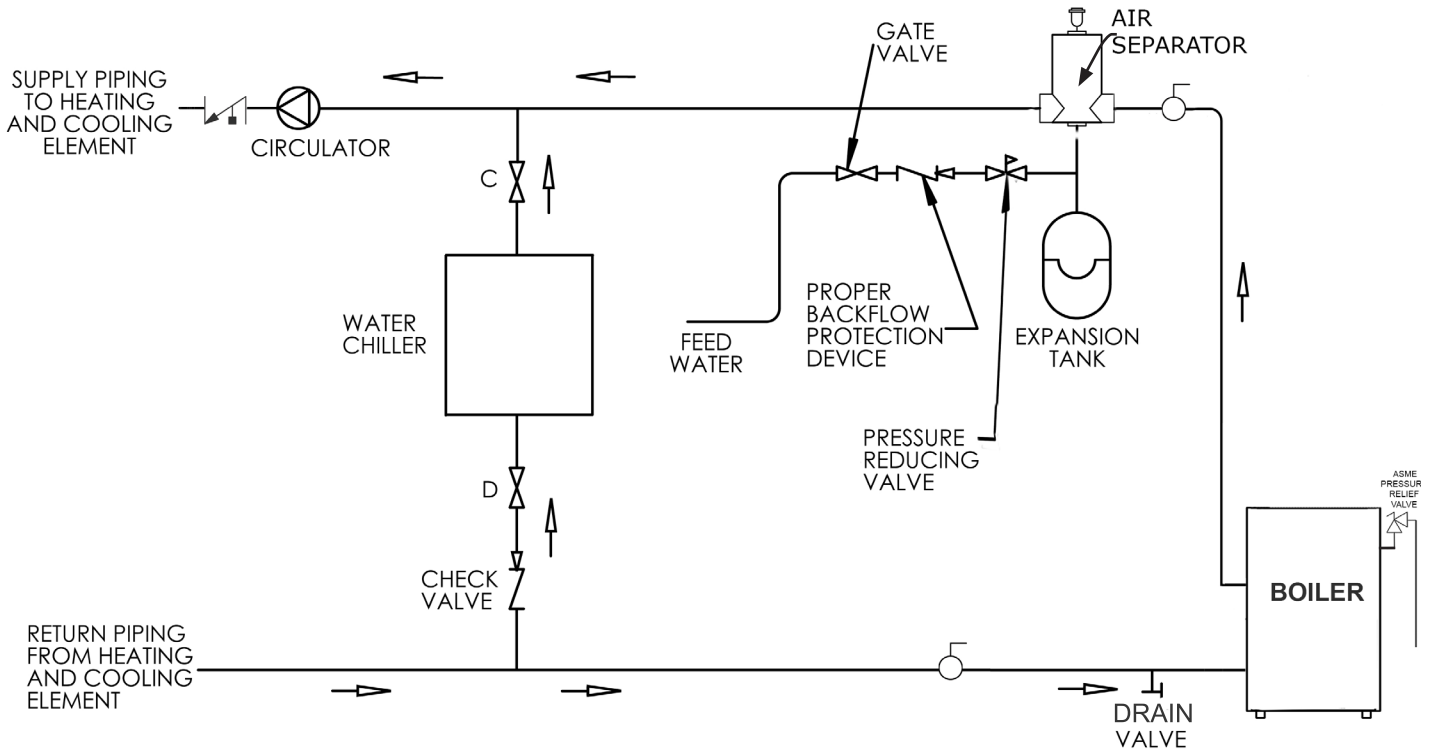 AIR
SEPARATOR
GATE
VALVE
SUPPLY PIPING
TO HEATING
AND COOLING
ELEMENT
CIRCULATOR
C
WATER
CHILLER
FEED
WATER
PROPER
BACKFLOW
PROTECTION
DEVICE
EXPANSION
TANK
PRESSURE
REDUCING
VALVE
D
ASME
PRESSUR
RELIEF
VALVE
CHECK
VALVE
BOILER
RETURN PIPING
FROM HEATING
AND COOLING
ELEMENT
DRAIN
VALVE